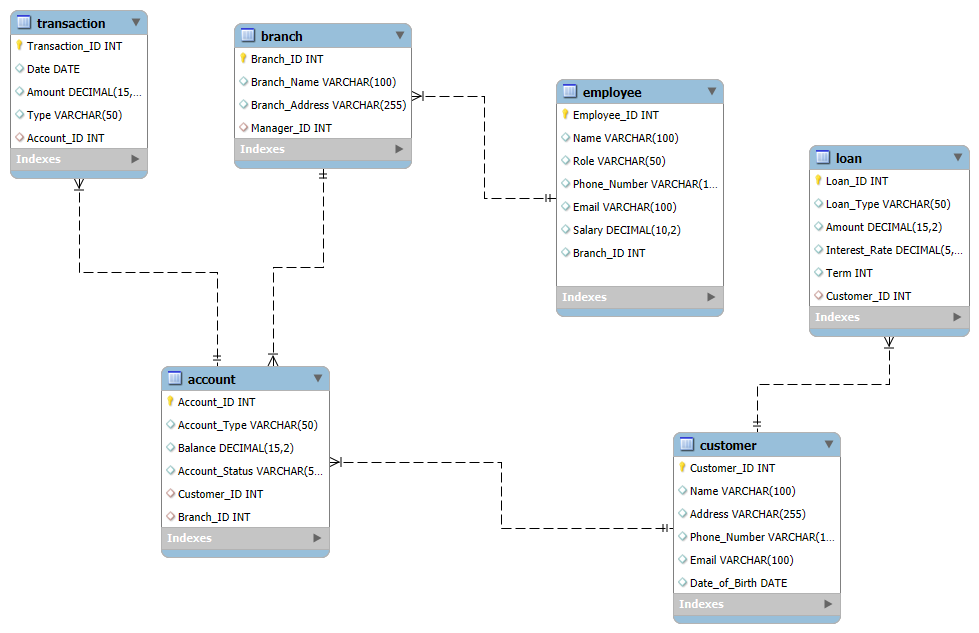 transaction
Transaction_ID INT
Date DATE
Amount DECIMAL(15,...
Type VARCHAR(50)
Account_ID INT
Indexes
branch
Branch_ID INT
Branch_Name VARCHAR(100)
Branch_Address VARCHAR(255)
Manager_ID INT
Indexes
employee
Employee_ID INT
Name VARCHAR(100)
Role VARCHAR(50)
Phone_Number VARCHAR(1...
Email VARCHAR(100)
Salary DECIMAL(10,2)
Branch_ID INT
Indexes
loan
Loan_ID INT
Loan_Type VARCHAR(50)
Amount DECIMAL(15,2)
Interest_Rate DECIMAL(5,...
Term INT
Customer_ID INT
Indexes
account
Account_ID INT
Account_Type VARCHAR(50)
Balance DECIMAL(15,2)
Account_Status VARCHAR(5...
Customer_ID INT
Branch_ID INT
Indexes
customer
Customer_ID INT
Name VARCHAR(100)
Address VARCHAR(255)
Phone_Number VARCHAR(1...
Email VARCHAR(100)
Date_of_Birth DATE
Indexes